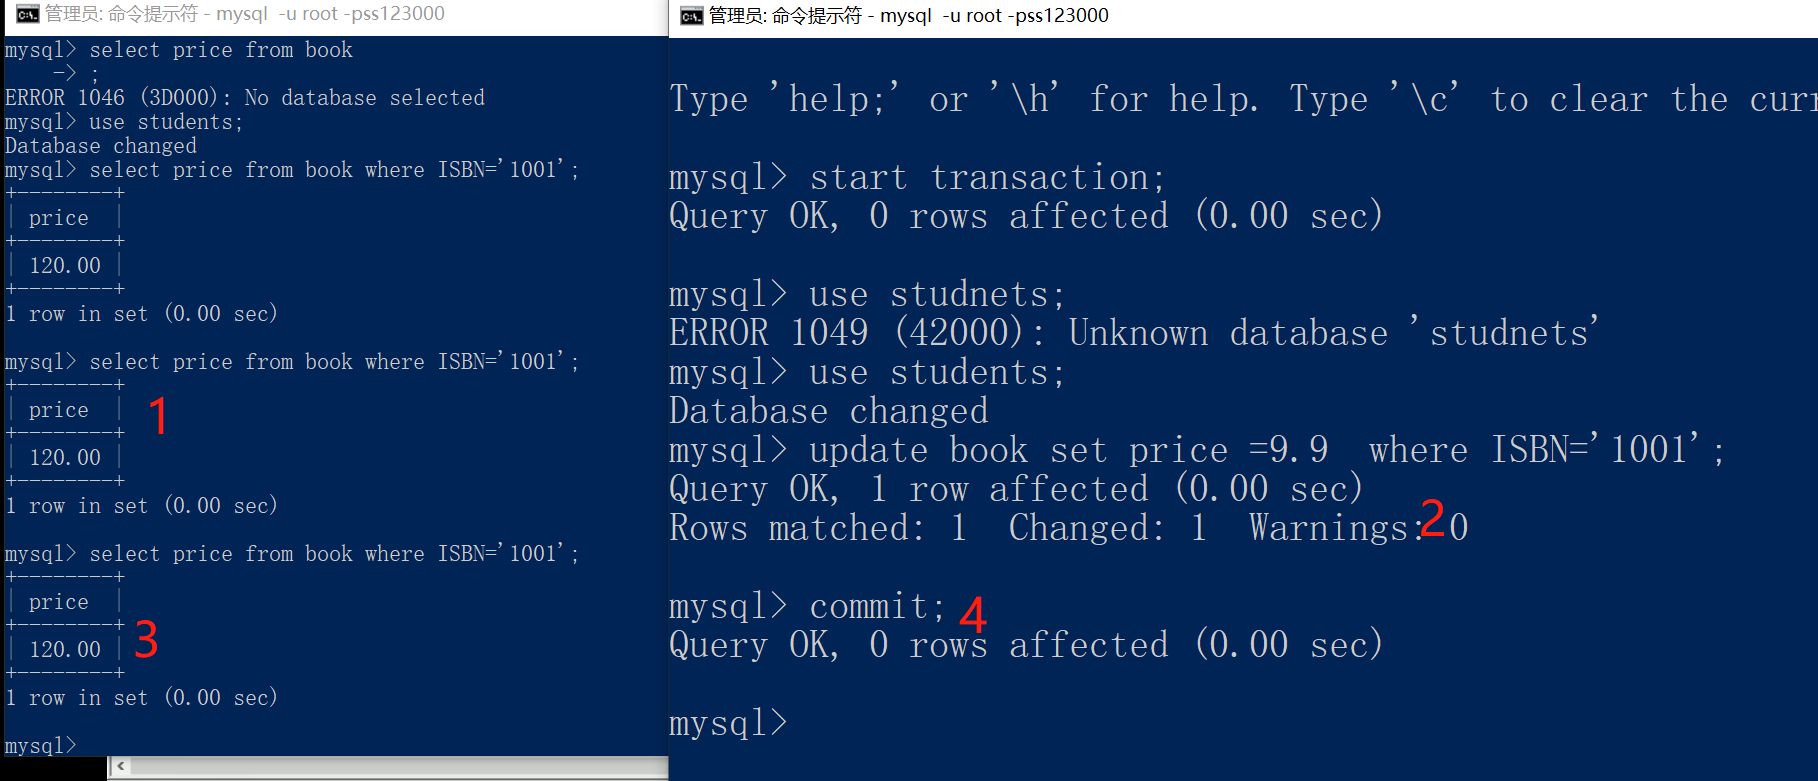 管理员: 命令提示符 - mysql  -u root -pss123000
mysql> select price from book
    -> ;
ERROR 1046 (3D000): No database selected
mysql> use students;
Database changed
mysql> select price from book where ISBN='1001';
+--------+
| price  |
+--------+
| 120.00 |
+--------+
1 row in set (0.00 sec)
mysql> select price from book where ISBN='1001';
+--------+
| price  | 1
+--------+
| 120.00 |
+--------+
1 row in set (0.00 sec)
mysql> select price from book where ISBN='1001';
+--------+
| price  |
+--------+
| 120.00 | 3
+--------+
1 row in set (0.00 sec)
mysql>
管理员: 命令提示符 - mysql  -u root -pss123000
Type 'help;' or '\h' for help. Type '\c' to clear the curr
mysql> start transaction;
Query OK, 0 rows affected (0.00 sec)
mysql> use studnets;
ERROR 1049 (42000): Unknown database 'studnets'
mysql> use students;
Database changed
mysql> update book set price =9.9  where ISBN='1001';
Query OK, 1 row affected (0.00 sec)
Rows matched: 1  Changed: 1  Warnings: 0
2
mysql> commit; 4
Query OK, 0 rows affected (0.00 sec)
mysql>